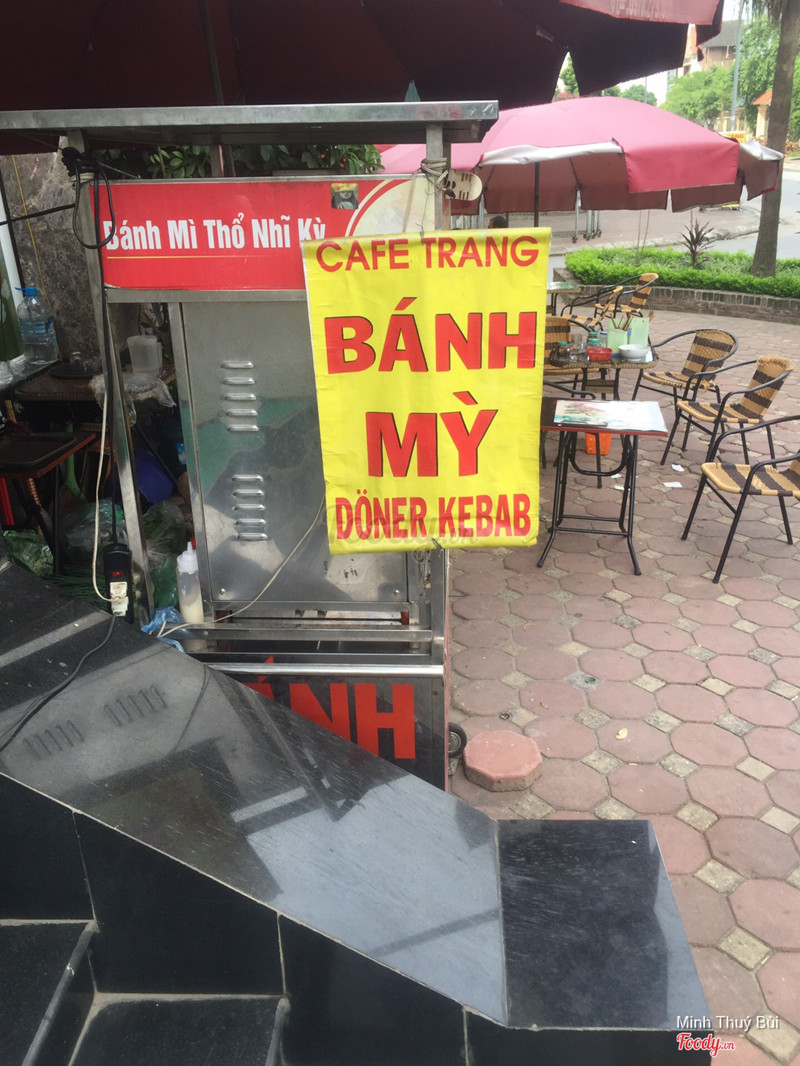 Bánh Mì Thổ Nhĩ Kỳ
CAFE TRANG
BÁNH
MỲ
DÖNER KEBAB
ÁNH
Minh Thuý Bùi
Foody.vn